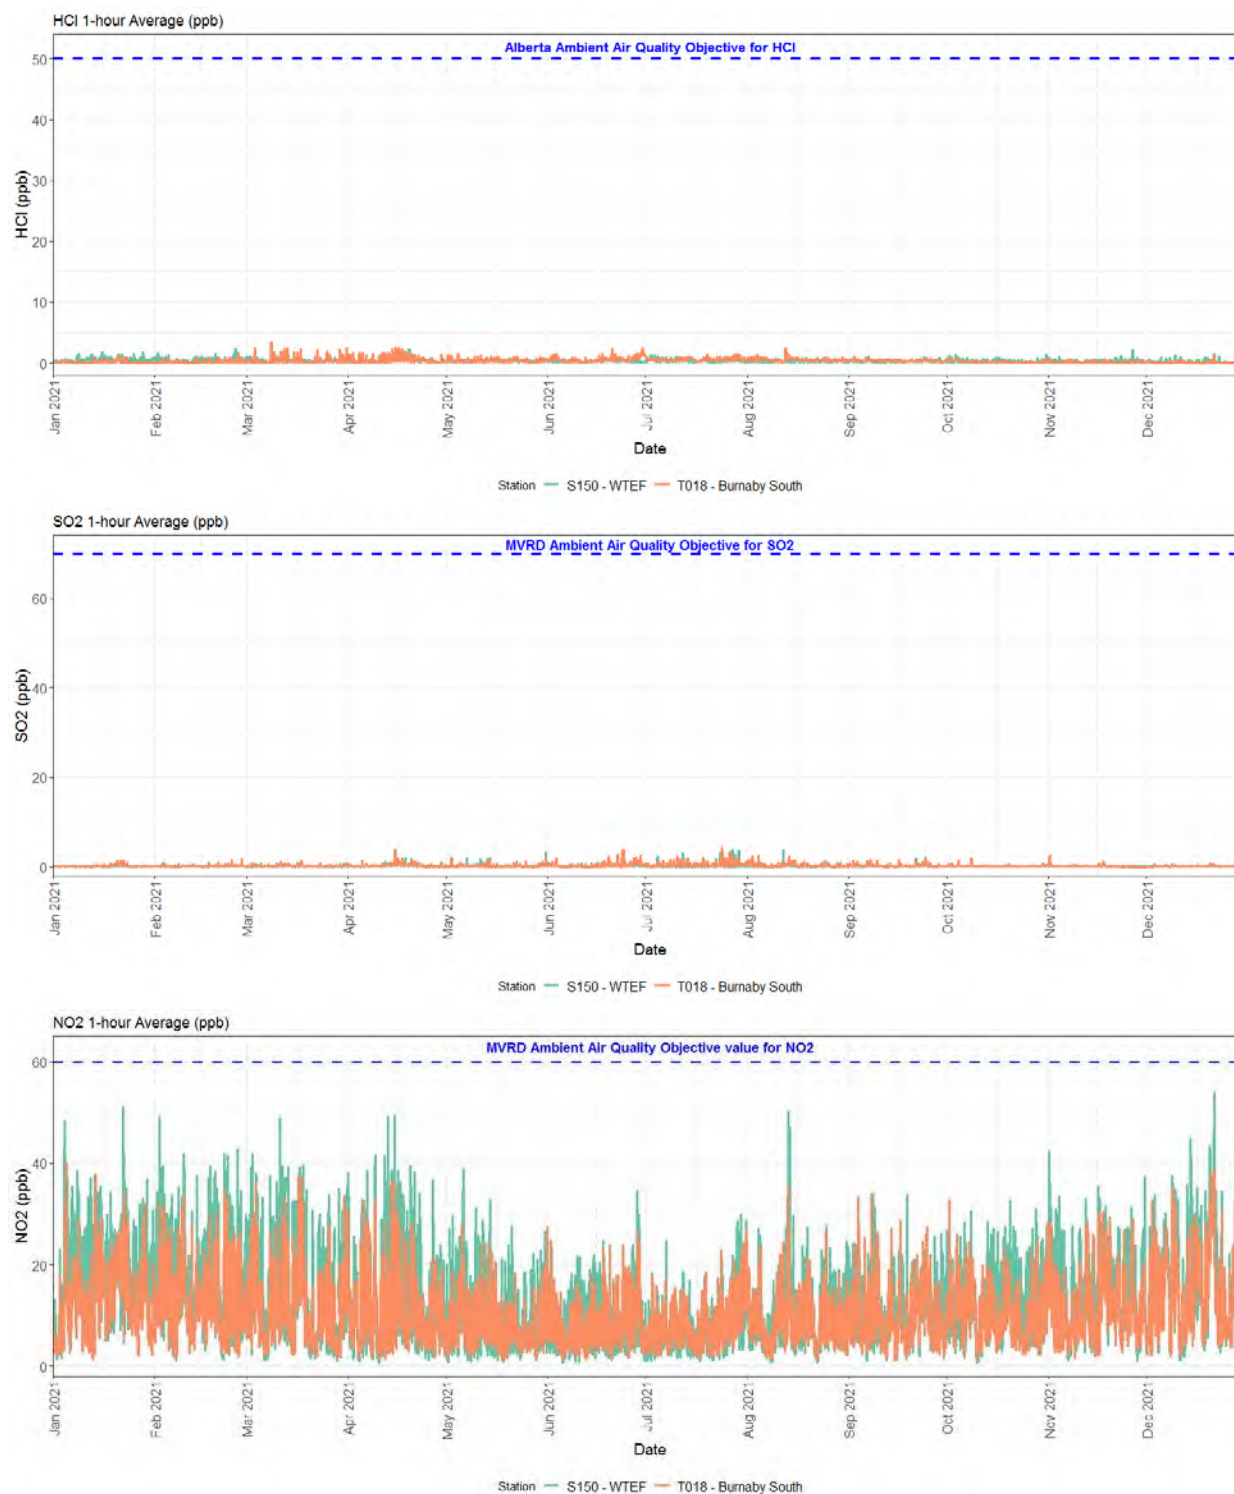 HCl 1-hour Average (ppb)
Alberta Ambient Air Quality Objective for HCl
50
40
30
20
10
0
HCl (ppb)
Jan 2021
Feb 2021
Mar 2021
Apr 2021
May 2021
Jun 2021
Jul 2021
Aug 2021
Sep 2021
Oct 2021
Nov 2021
Dec 2021
Date
Station S150 - WTEF T018 - Burnaby South
SO2 1-hour Average (ppb)
MVRD Ambient Air Quality Objective for SO2
60
40
20
0
SO2 (ppb)
Jan 2021
Feb 2021
Mar 2021
Apr 2021
May 2021
Jun 2021
Jul 2021
Aug 2021
Sep 2021
Oct 2021
Nov 2021
Dec 2021
Date
Station S150 - WTEF T018 - Burnaby South
NO2 1-hour Average (ppb)
MVRD Ambient Air Quality Objective value for NO2
60
40
20
0
NO2 (ppb)
Jan 2021
Feb 2021
Mar 2021
Apr 2021
May 2021
Jun 2021
Jul 2021
Aug 2021
Sep 2021
Oct 2021
Nov 2021
Dec 2021
Date
Station S150 - WTEF T018 - Burnaby South